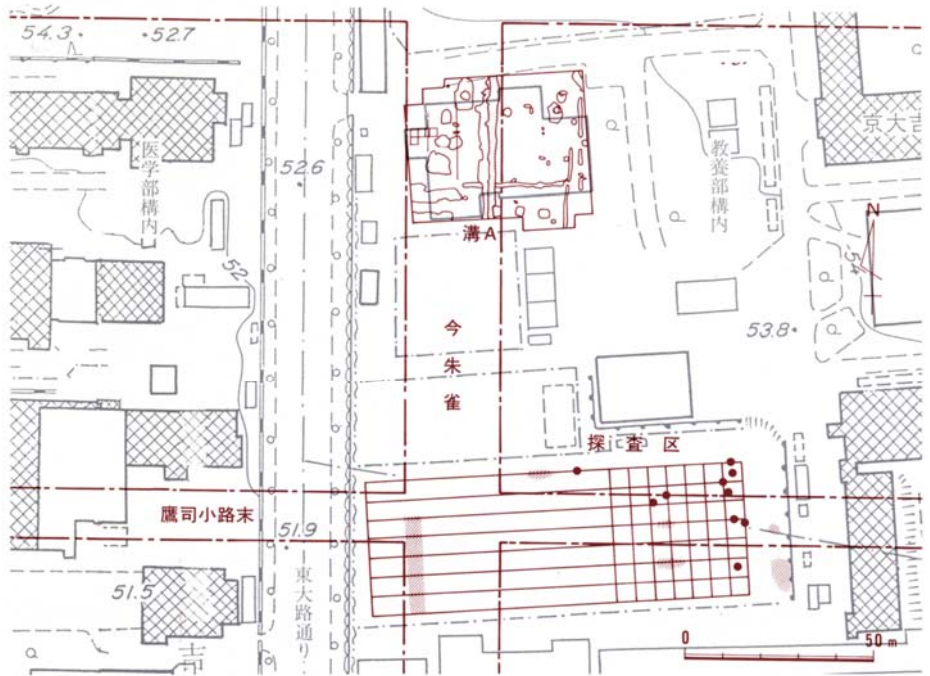 54.3
52.7
京大吉
医学部構内
52.6
教養部構内
溝A
N
52
54
53.8
今朱雀
探査区
鷹司小路末
51.9
51.5
東大路通り
吉
0 50m